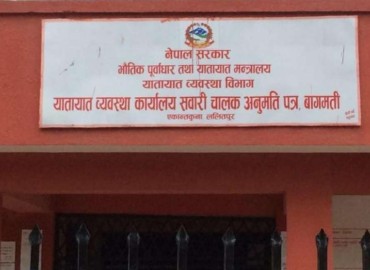 नेपाल सरकार
भौतिक पूर्वाधार तथा यातायात मन्त्रालय
यातायात व्यवस्था विभाग
यातायात व्यवस्था कार्यालय सवारी चालक अनुमति पत्र, बागमती
एकान्तकुना, ललितपुर